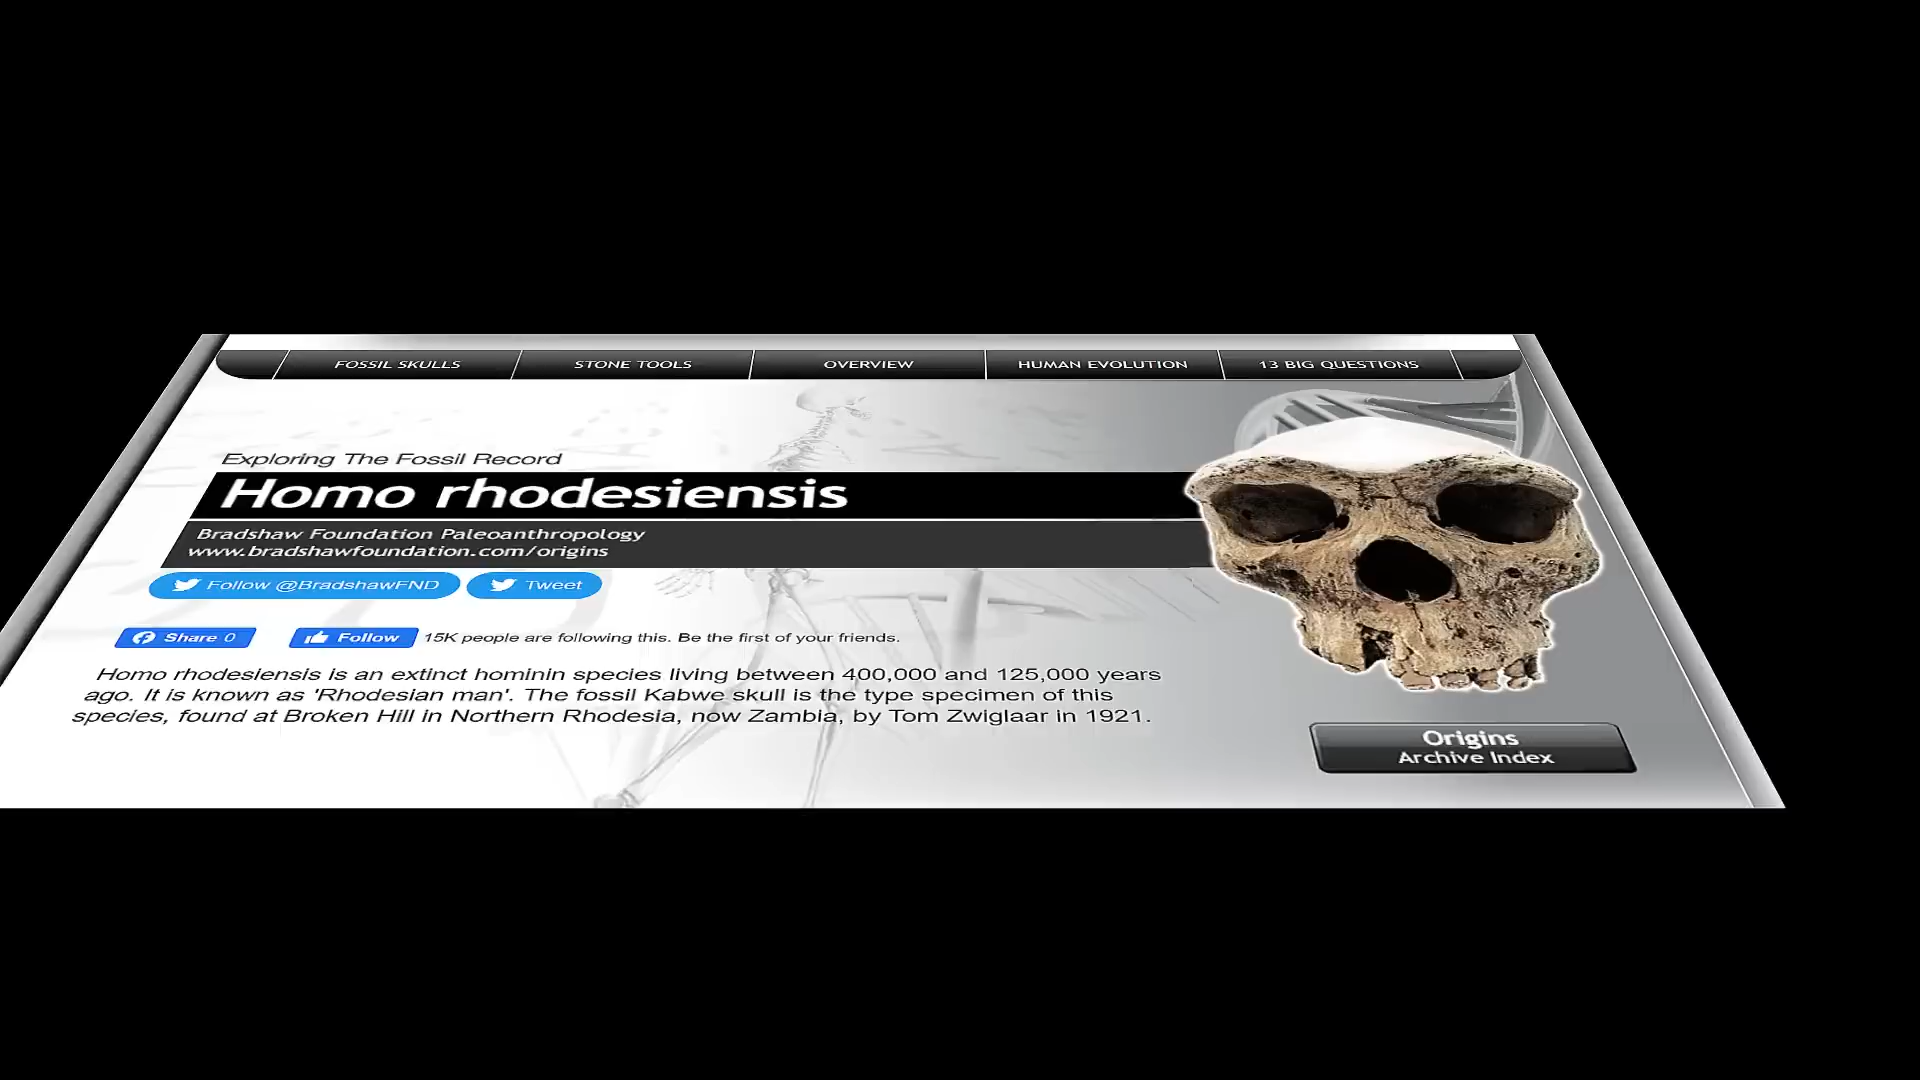 FOSSIL SKULLS STONE TOOLS OVERVIEW HUMAN EVOLUTION 13 BIG QUESTIONS
Exploring The Fossil Record
Homo rhodesiensis
Bradshaw Foundation Paleoanthropology
www.bradshawfoundation.com/origins
Follow @BradshawFND Tweet
Share 0 Follow 15K people are following this. Be the first of your friends.
Homo rhodesiensis is an extinct hominin species living between 400,000 and 125,000 years
ago. It is known as 'Rhodesian man'. The fossil Kabwe skull is the type specimen of this
species, found at Broken Hill in Northern Rhodesia, now Zambia, by Tom Zwiglaar in 1921.
Origins
Archive Index